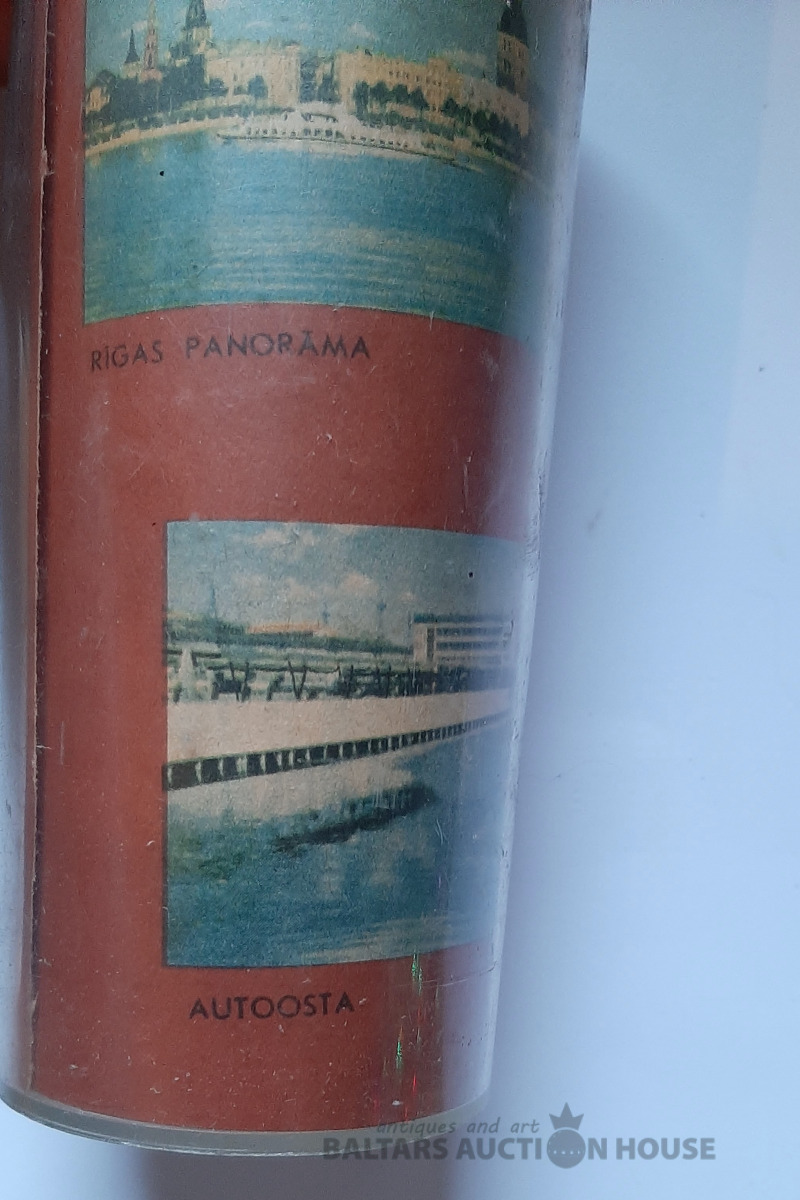 RĪGAS PANORĀMA
AUTOOSTA
antiques and art
BALTARS AUCTION HOUSE